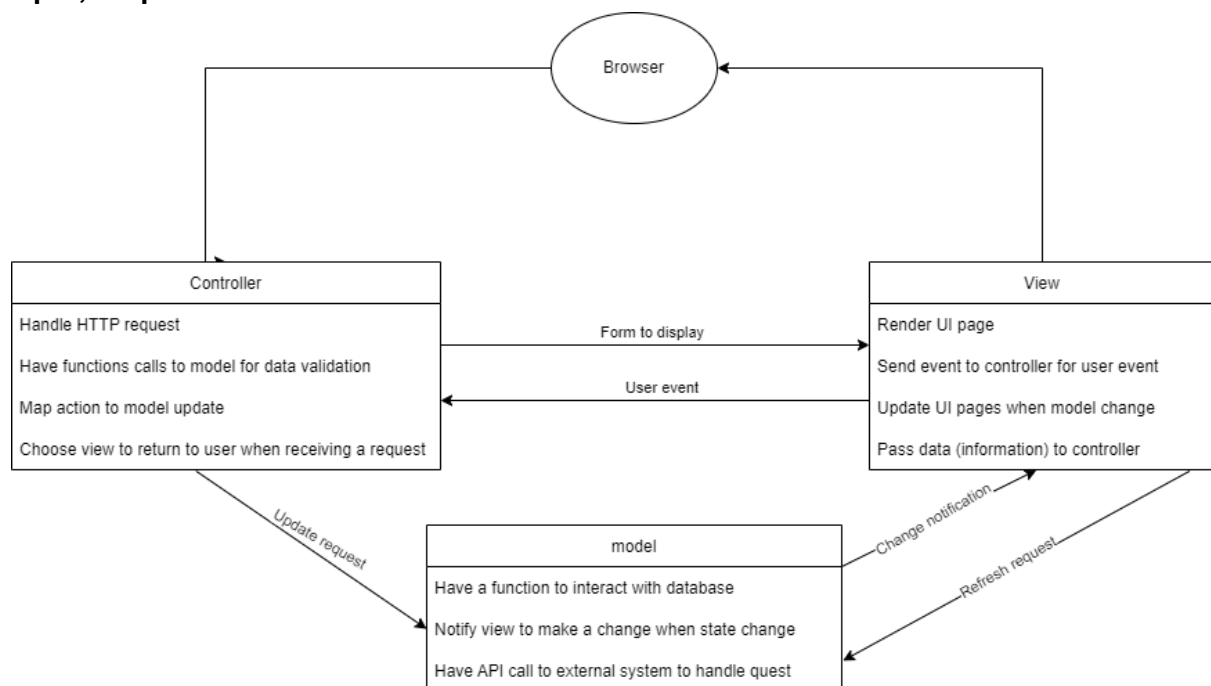 Browser
Controller
Handle HTTP request
Have functions calls to model for data validation
Map action to model update
Choose view to return to user when receiving a request
Form to display
User event
View
Render UI page
Send event to controller for user event
Update UI pages when model change
Pass data (information) to controller
Update request
Change notification
Refresh request
model
Have a function to interact with database
Notify view to make a change when state change
Have API call to external system to handle quest